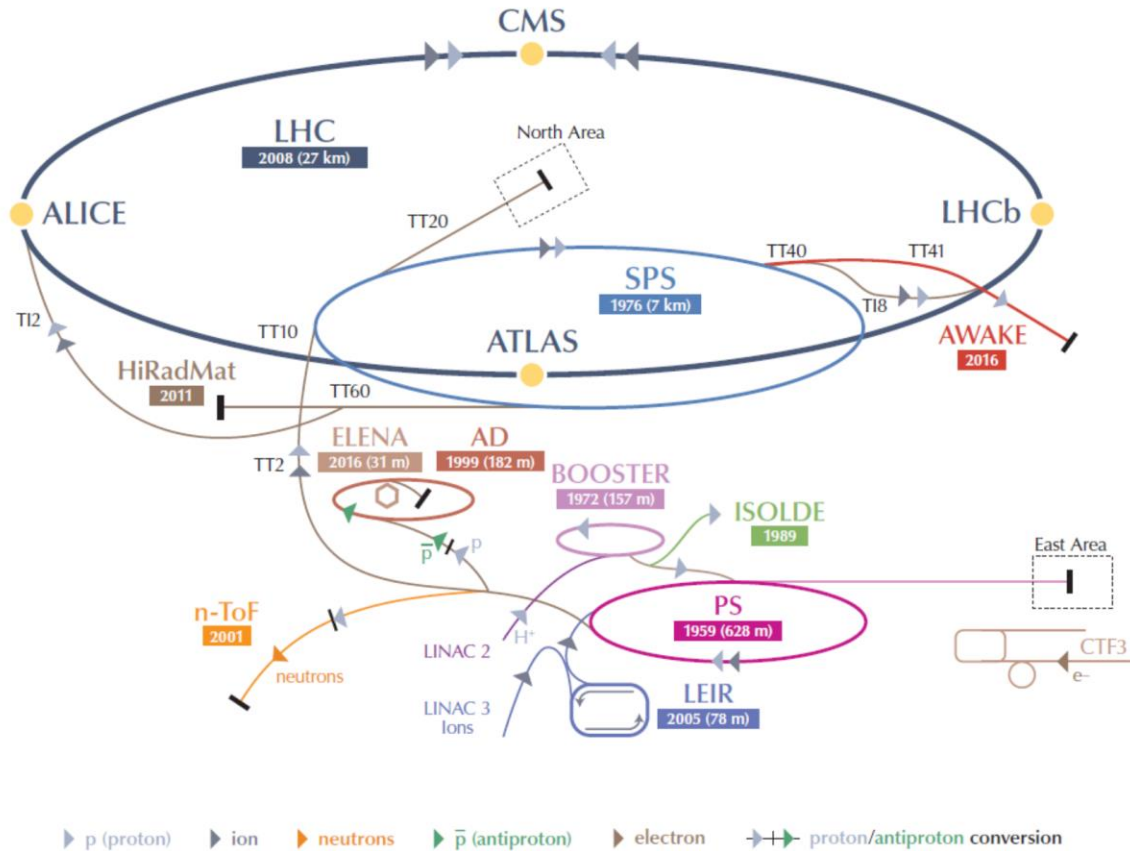 CMS
LHC
2008 (27 km)
North Area
ALICE
TT20
LHCb
TT40
TT41
SPS
1976 (7 km)
TI8
TI2
TT10
ATLAS
AWAKE
2016
HiRadMat
2011
TT60
ELENA
2016 (31 m)
AD
1999 (182 m)
TT2
BOOSTER
1972 (157 m)
ISOLDE
1989
p
p̅
East Area
n-ToF
2001
PS
1959 (628 m)
H⁺
LINAC 2
neutrons
CTF3
e–
LEIR
2005 (78 m)
LINAC 3
Ions
p (proton)
ion
neutrons
p̅ (antiproton)
electron
proton/antiproton conversion